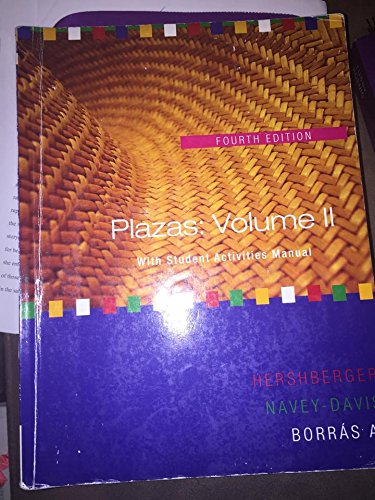 FOURTH EDITION
Plazas: Volume II
With Student Activities Manual
HERSHBERGER
NAVEY-DAVIS
BORRÁS A